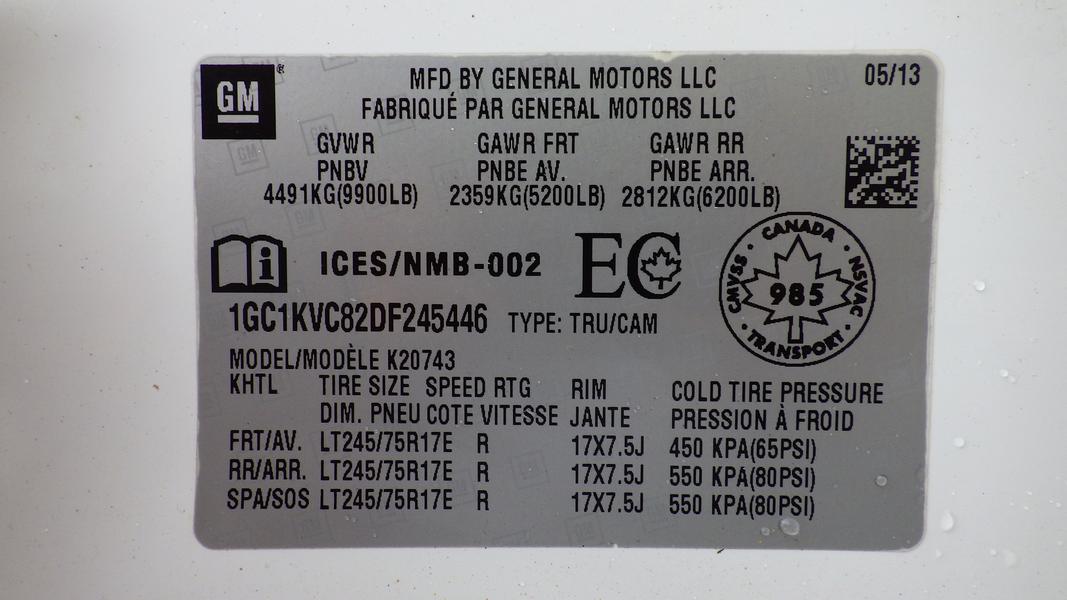 GM ®
MFD BY GENERAL MOTORS LLC
05/13
FABRIQUÉ PAR GENERAL MOTORS LLC
GVWR GAWR FRT GAWR RR
PNBV PNBE AV. PNBE ARR.
4491KG(9900LB) 2359KG(5200LB) 2812KG(6200LB)
ICES/NMB-002 EC
CANADA
CMVSS 985 NSVAC
TRANSPORT
1GC1KVC82DF245446 TYPE: TRU/CAM
MODEL/MODÈLE K20743
KHTL TIRE SIZE SPEED RTG RIM COLD TIRE PRESSURE
DIM. PNEU COTE VITESSE JANTE PRESSION À FROID
FRT/AV. LT245/75R17E R 17X7.5J 450 KPA(65PSI)
RR/ARR. LT245/75R17E R 17X7.5J 550 KPA(80PSI)
SPA/SOS LT245/75R17E R 17X7.5J 550 KPA(80PSI)